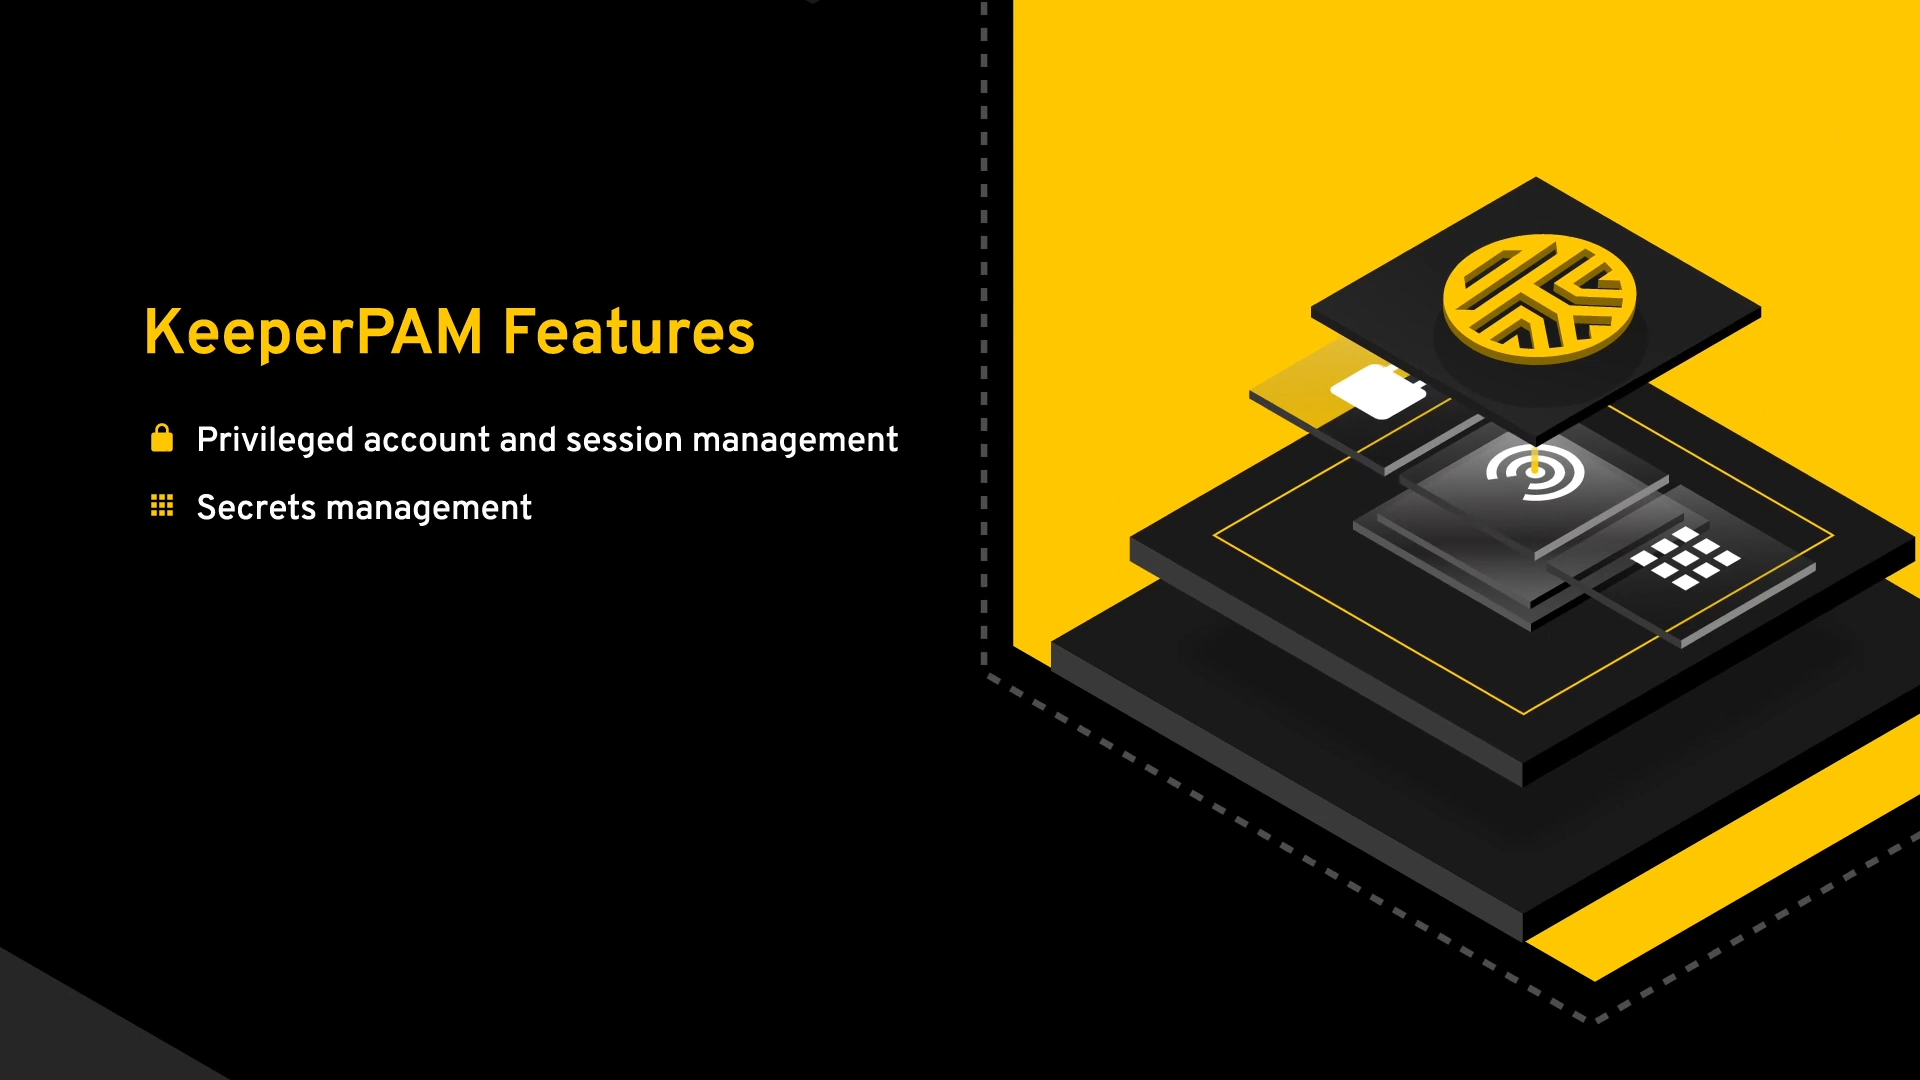 KeeperPAM Features
Privileged account and session management
Secrets management